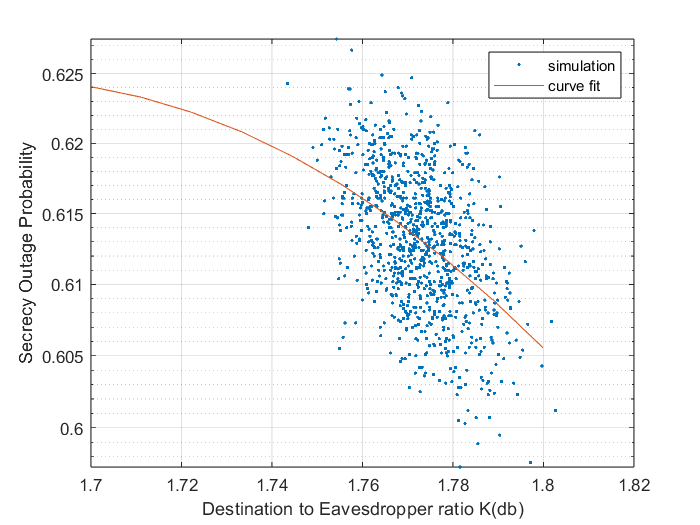 simulation
curve fit
0.625
0.62
0.615
0.61
0.605
0.6
Secrecy Outage Probability
1.7 1.72 1.74 1.76 1.78 1.8 1.82
Destination to Eavesdropper ratio K(db)